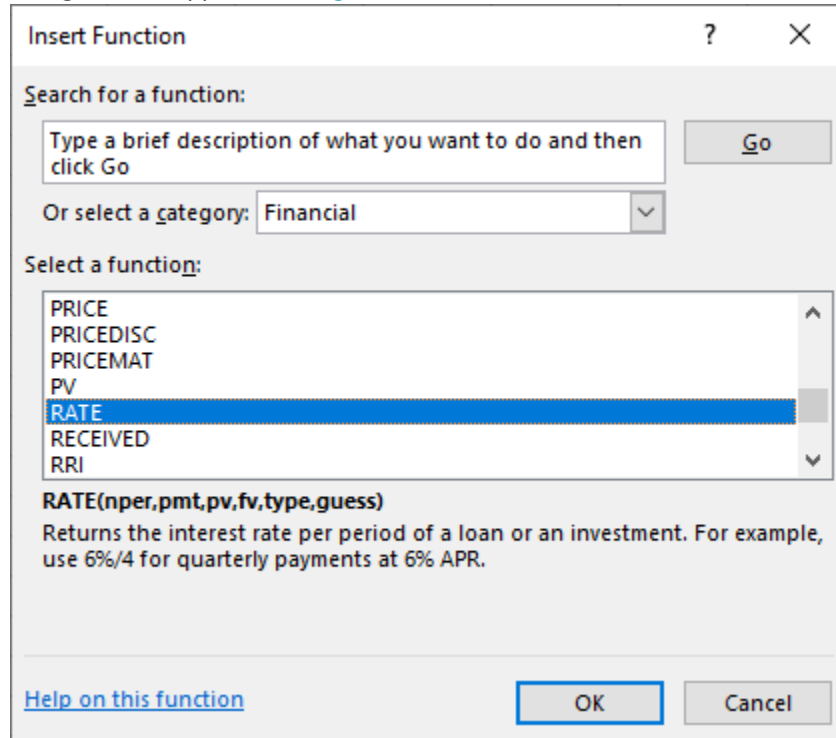 Insert Function ? ×
Search for a function:
Type a brief description of what you want to do and then
click Go
Go
Or select a category: Financial
Select a function:
PRICE
PRICEDISC
PRICEMAT
PV
RATE
RECEIVED
RRI
RATE(nper,pmt,pv,fv,type,guess)
Returns the interest rate per period of a loan or an investment. For example,
use 6%/4 for quarterly payments at 6% APR.
Help on this function
OK
Cancel